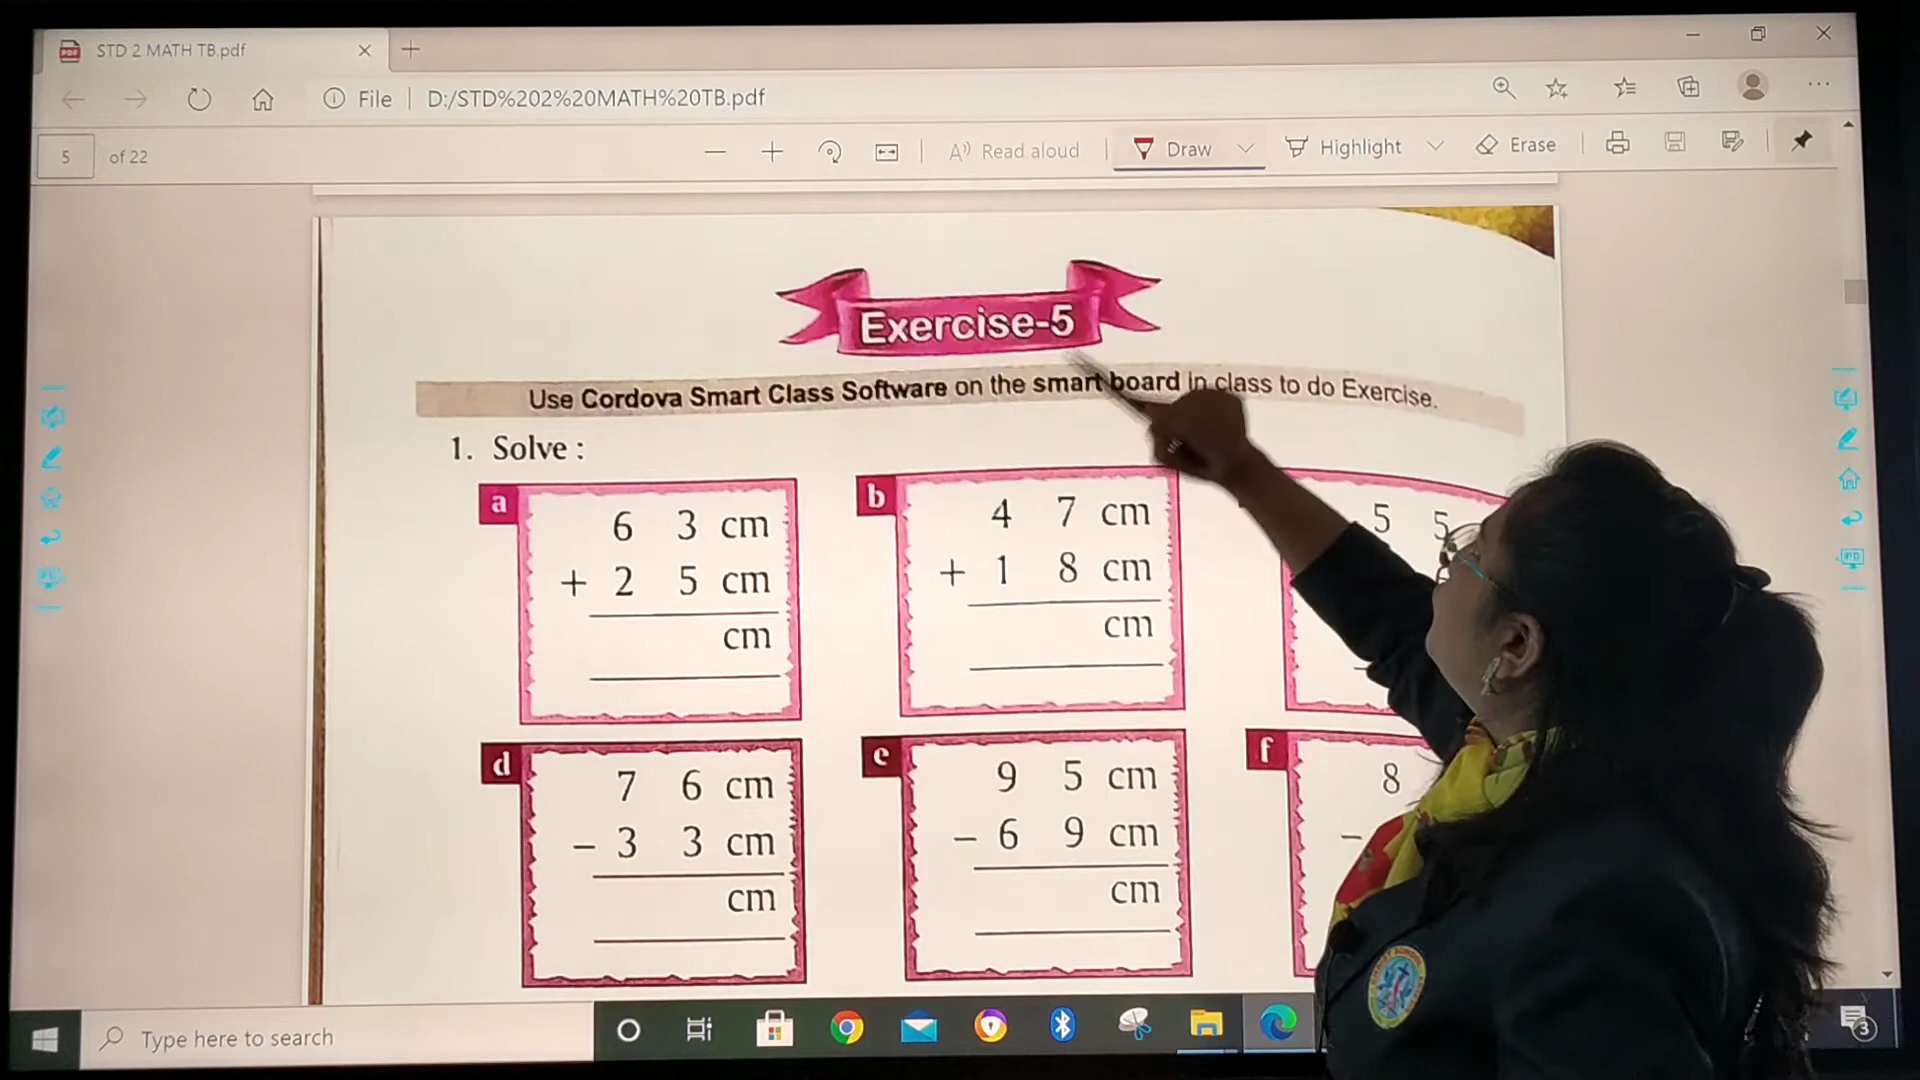 STD 2 MATH TB.pdf
File D:/STD%202%20MATH%20TB.pdf
5 of 22 Read aloud Draw Highlight Erase
Exercise-5
Use Cordova Smart Class Software on the smart board in class to do Exercise.
1. Solve :
a
6 3 cm
+ 2 5 cm
cm
b
4 7 cm
+ 1 8 cm
cm
5 5
d
7 6 cm
- 3 3 cm
cm
e
9 5 cm
- 6 9 cm
cm
f
8
-
Type here to search
3